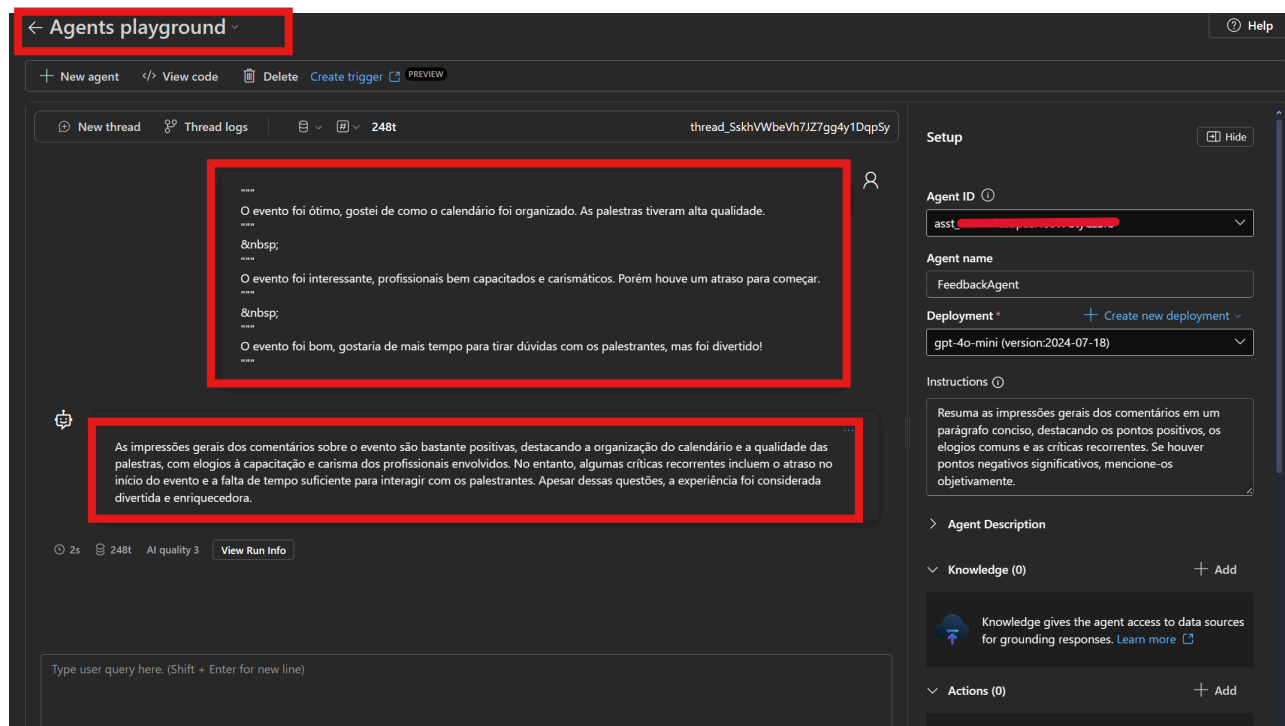 ← Agents playground
Help
+ New agent </> View code Delete Create trigger PREVIEW
New thread Thread logs 248t thread_SskhVWbeVh7JZ7gg4y1DqpSy
"""
O evento foi ótimo, gostei de como o calendário foi organizado. As palestras tiveram alta qualidade.
"""
&nbsp;
"""
O evento foi interessante, profissionais bem capacitados e carismáticos. Porém houve um atraso para começar.
"""
&nbsp;
"""
O evento foi bom, gostaria de mais tempo para tirar dúvidas com os palestrantes, mas foi divertido!
"""
...
As impressões gerais dos comentários sobre o evento são bastante positivas, destacando a organização do calendário e a qualidade das
palestras, com elogios à capacitação e carisma dos profissionais envolvidos. No entanto, algumas críticas recorrentes incluem o atraso no
início do evento e a falta de tempo suficiente para interagir com os palestrantes. Apesar dessas questões, a experiência foi considerada
divertida e enriquecedora.
2s 248t AI quality 3 View Run Info
Type user query here. (Shift + Enter for new line)
Setup
Hide
Agent ID
asst_
Agent name
FeedbackAgent
Deployment * + Create new deployment
gpt-4o-mini (version:2024-07-18)
Instructions
Resuma as impressões gerais dos comentários em um
parágrafo conciso, destacando os pontos positivos, os
elogios comuns e as críticas recorrentes. Se houver
pontos negativos significativos, mencione-os
objetivamente.
Agent Description
Knowledge (0) + Add
Knowledge gives the agent access to data sources
for grounding responses. Learn more
Actions (0) + Add